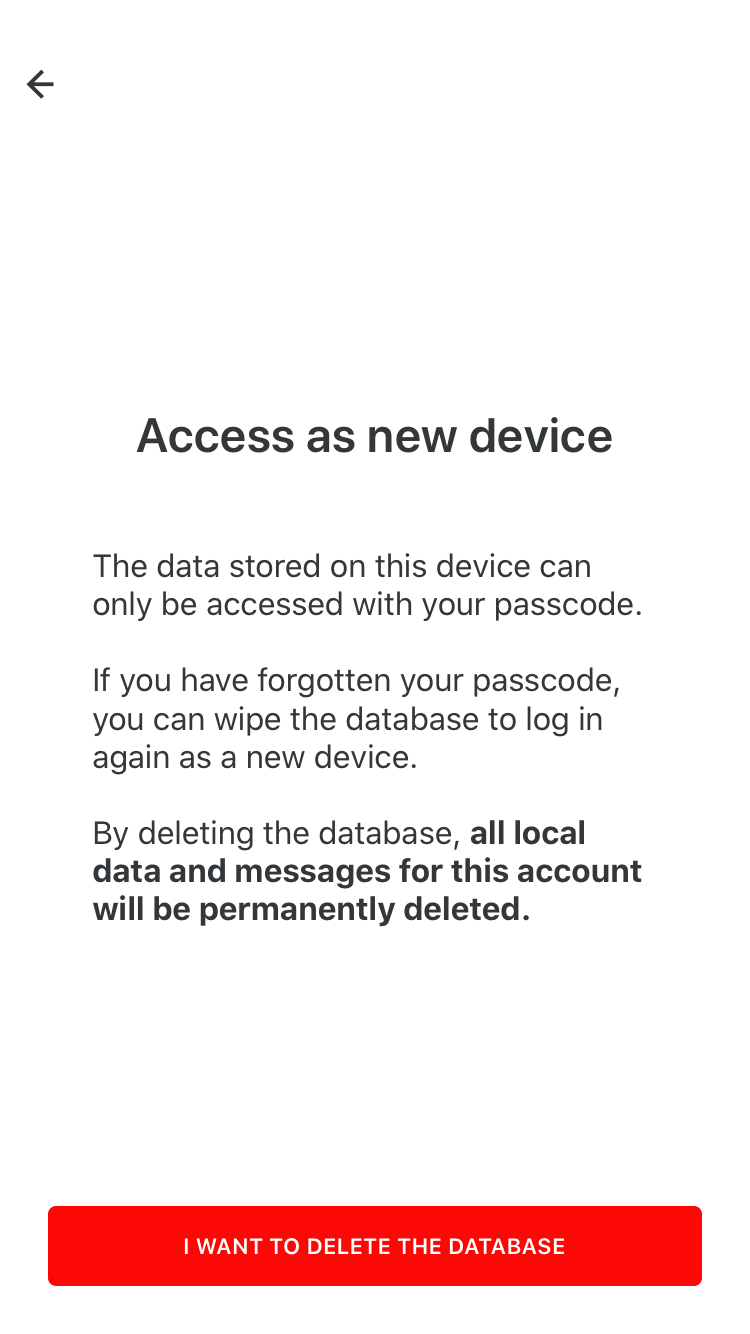 Access as new device
The data stored on this device can
only be accessed with your passcode.
If you have forgotten your passcode,
you can wipe the database to log in
again as a new device.
By deleting the database, all local
data and messages for this account
will be permanently deleted.
I WANT TO DELETE THE DATABASE